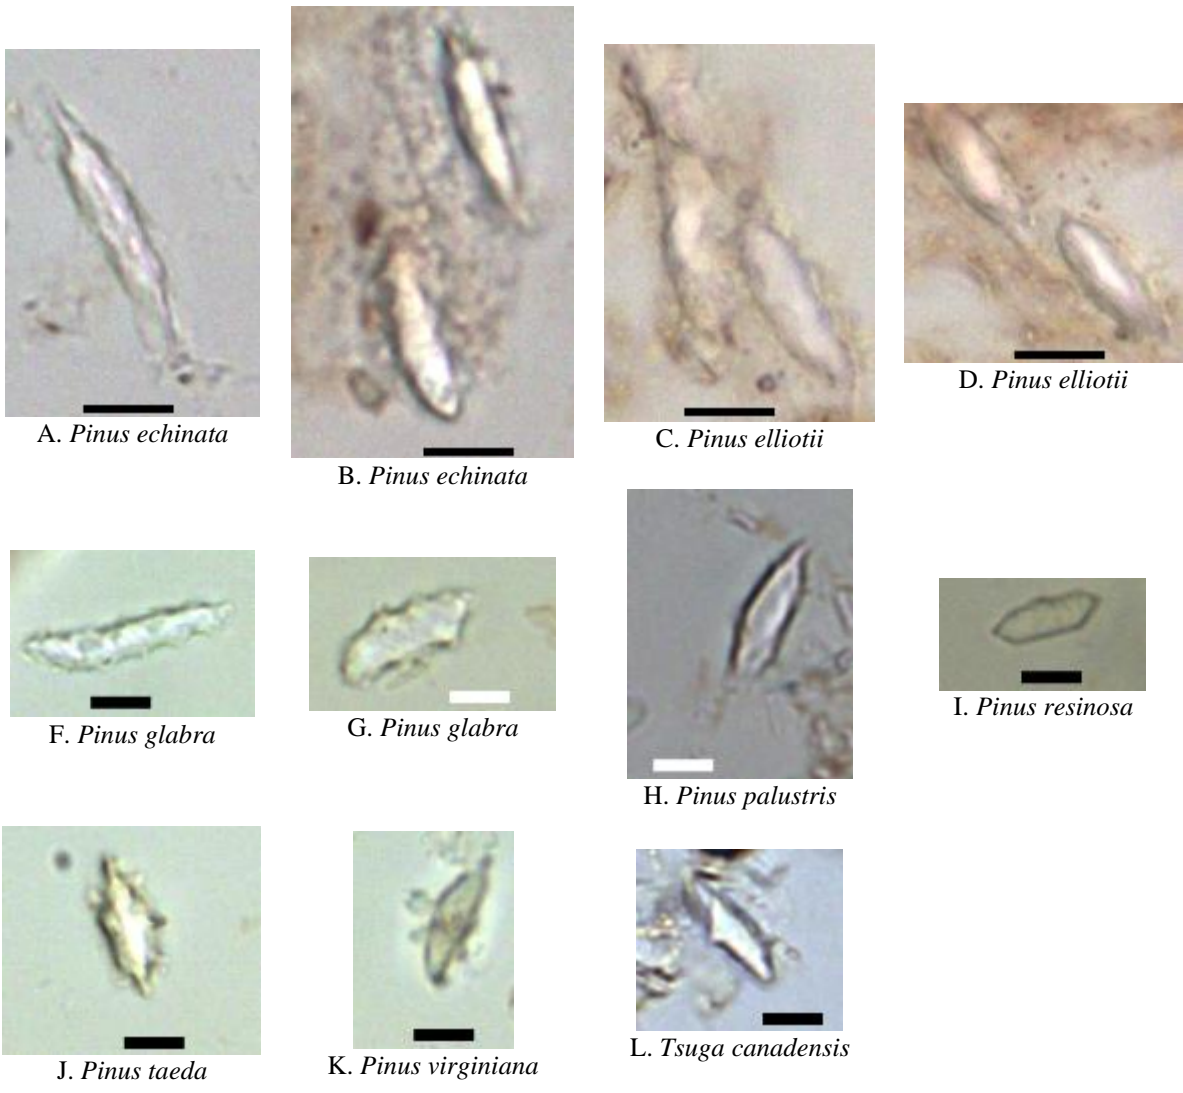 A. Pinus echinata
B. Pinus echinata
C. Pinus elliotii
D. Pinus elliotii
F. Pinus glabra
G. Pinus glabra
H. Pinus palustris
I. Pinus resinosa
J. Pinus taeda
K. Pinus virginiana
L. Tsuga canadensis